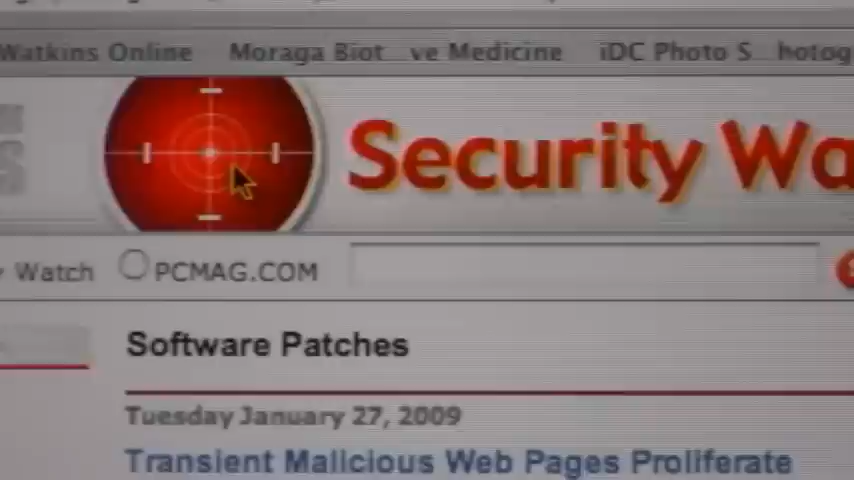 Watkins Online Moraga Biot...ve Medicine iDC Photo S...hotog
Security Wa
Watch PCMAG.COM
Software Patches
Tuesday January 27, 2009
Transient Malicious Web Pages Proliferate